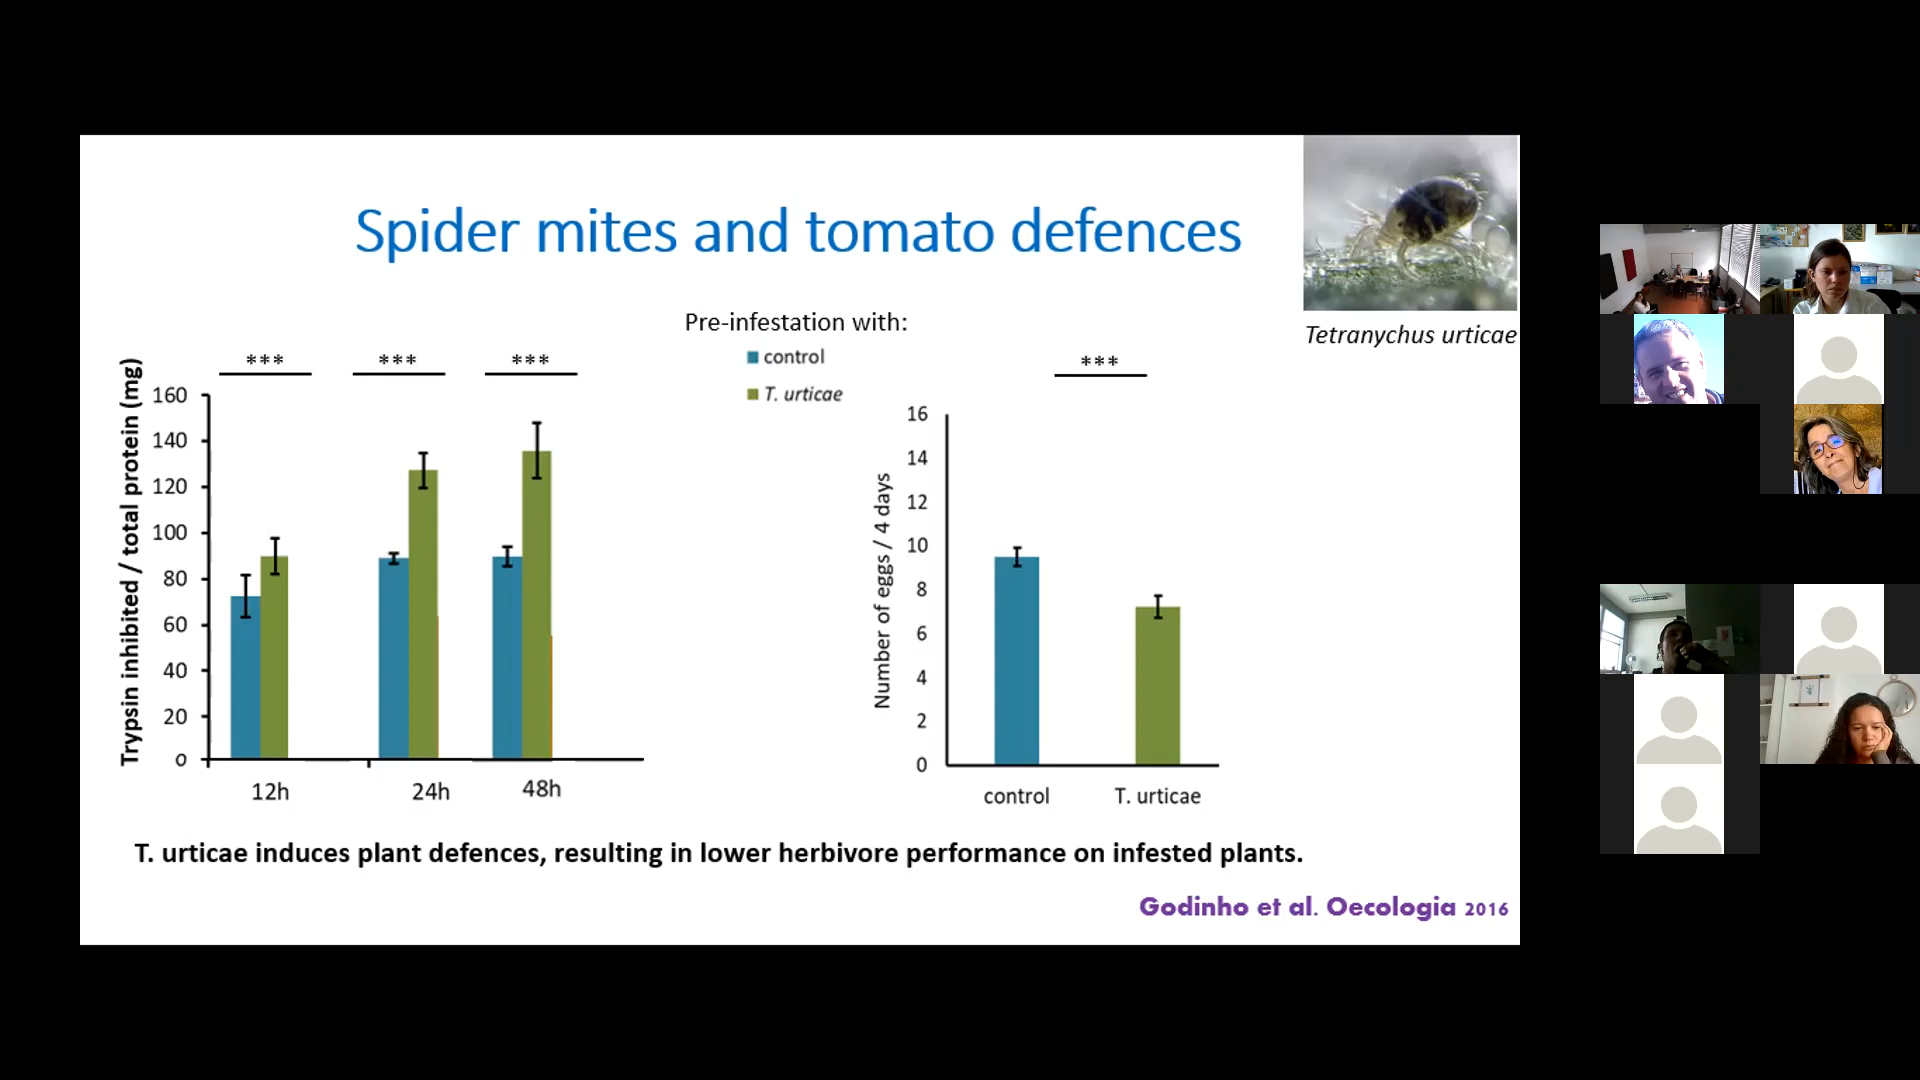 Spider mites and tomato defences
Tetranychus urticae
Pre-infestation with:
control
T. urticae
*** *** ***
Trypsin inhibited / total protein (mg)
160
140
120
100
80
60
40
20
0
12h 24h 48h
***
Number of eggs / 4 days
16
14
12
10
8
6
4
2
0
control T. urticae
T. urticae induces plant defences, resulting in lower herbivore performance on infested plants.
Godinho et al. Oecologia 2016